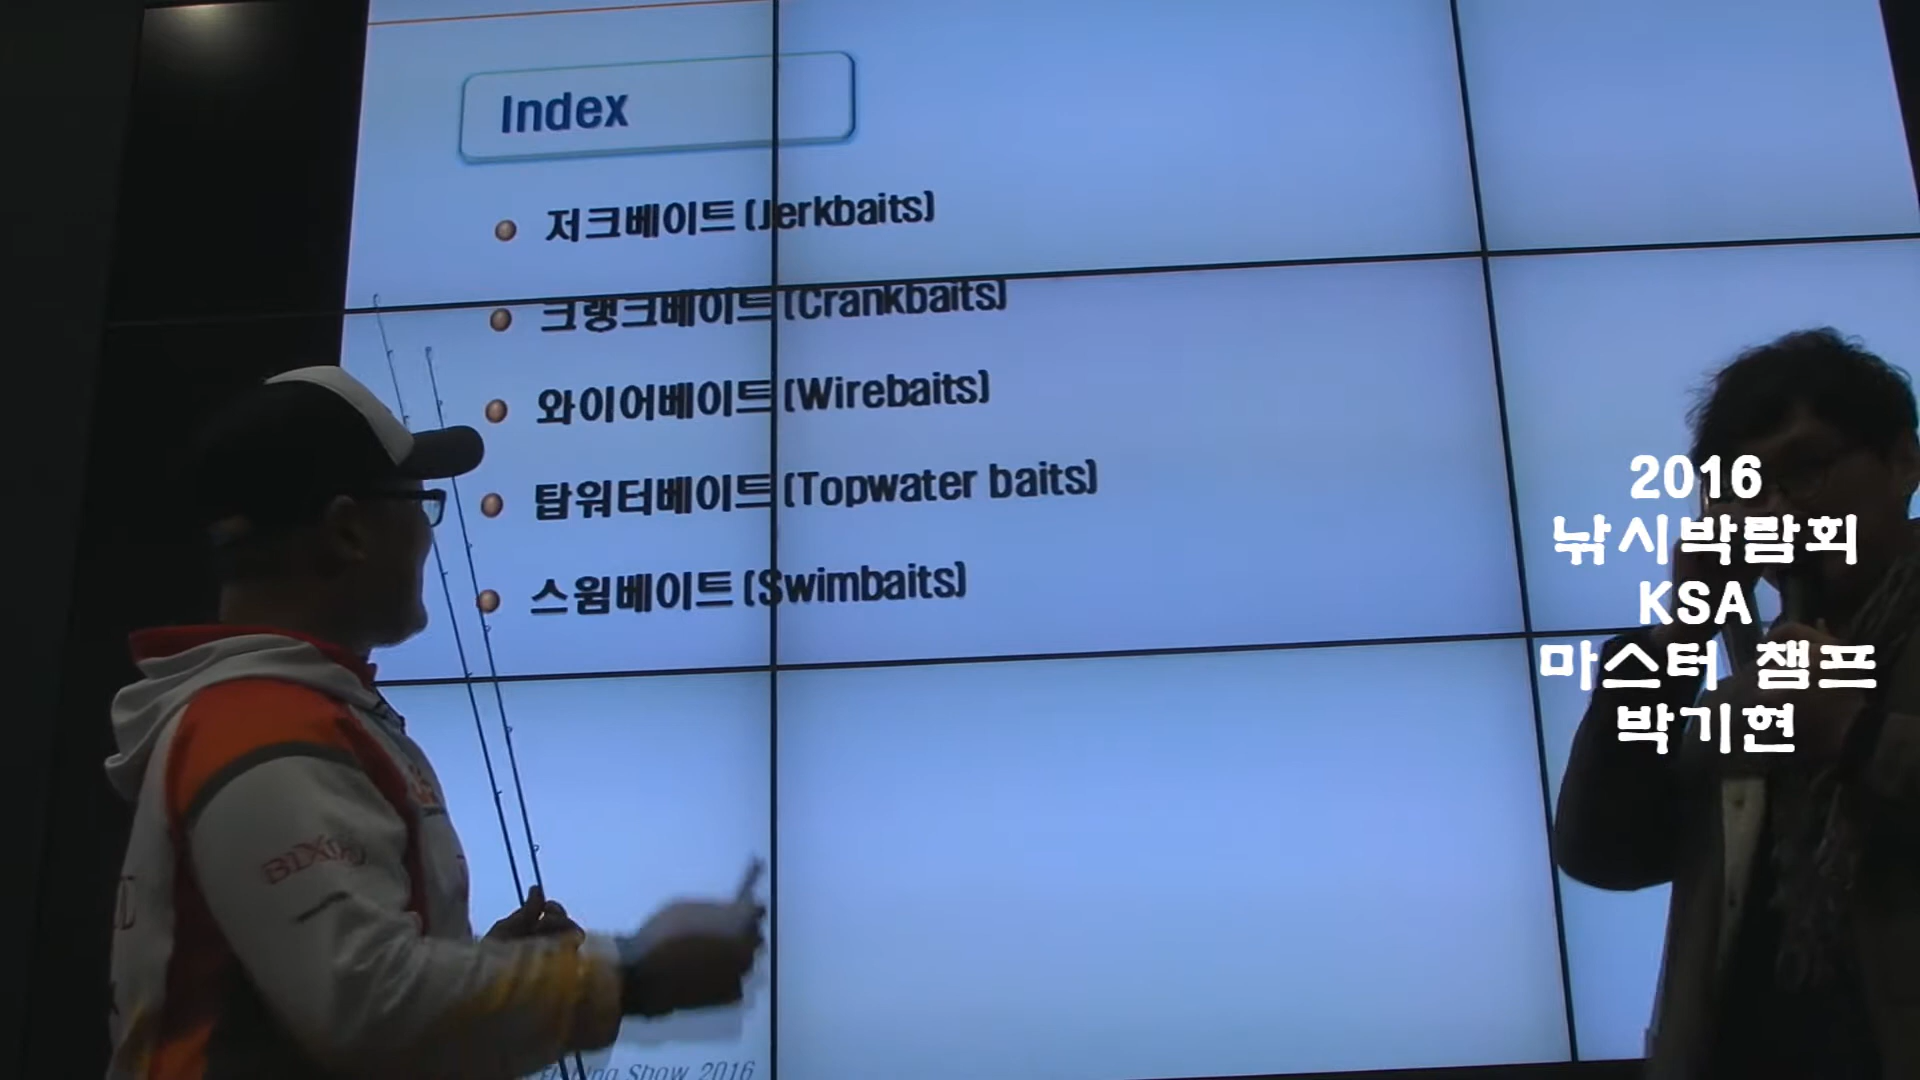 Index
저크베이트(Jerkbaits)
크랭크베이트(Crankbaits)
와이어베이트(Wirebaits)
탑워터베이트(Topwater baits)
스윔베이트(Swimbaits)
2016
낚시박람회
KSA
마스터 챔프
박기현
Show 2016